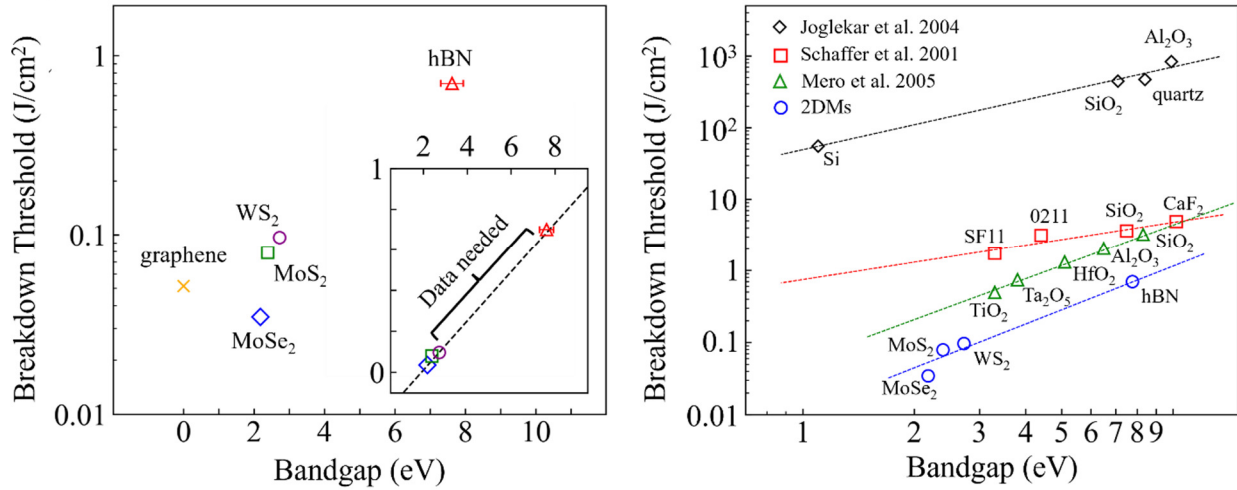 Breakdown Threshold (J/cm²)
1
0.1
0.01
hBN
WS₂
graphene
MoS₂
MoSe₂
2 4 6 8
1
0
Data needed
0 2 4 6 8 10
Bandgap (eV)
Breakdown Threshold (J/cm²)
10³
10²
10
1
0.1
0.01
Joglekar et al. 2004
Schaffer et al. 2001
Mero et al. 2005
2DMs
Al₂O₃
SiO₂
quartz
Si
SF11
0211
SiO₂
CaF₂
SiO₂
Al₂O₃
HfO₂
Ta₂O₅
TiO₂
hBN
MoS₂
WS₂
MoSe₂
1 2 3 4 5 6 7 8 9
Bandgap (eV)